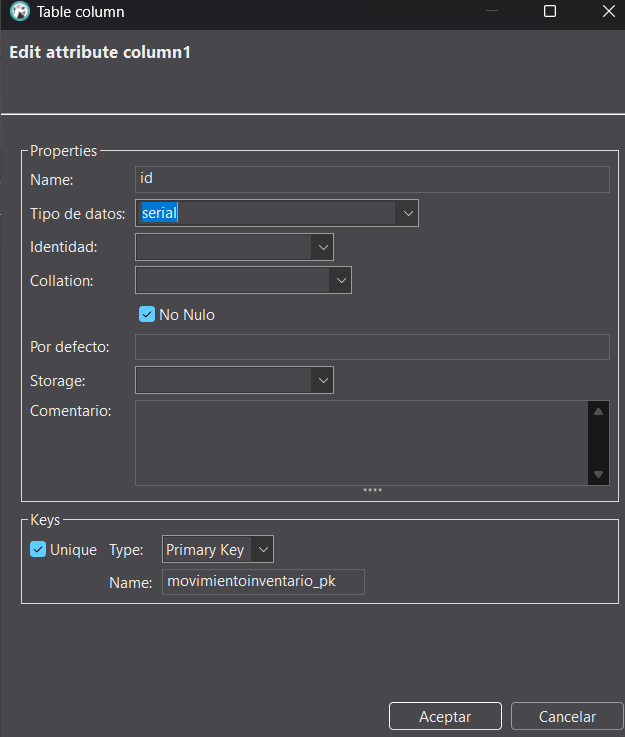 Table column
Edit attribute column1
Properties
Name: id
Tipo de datos: serial
Identidad:
Collation:
No Nulo
Por defecto:
Storage:
Comentario:
Keys
Unique Type: Primary Key
Name: movimientoinventario_pk
Aceptar Cancelar